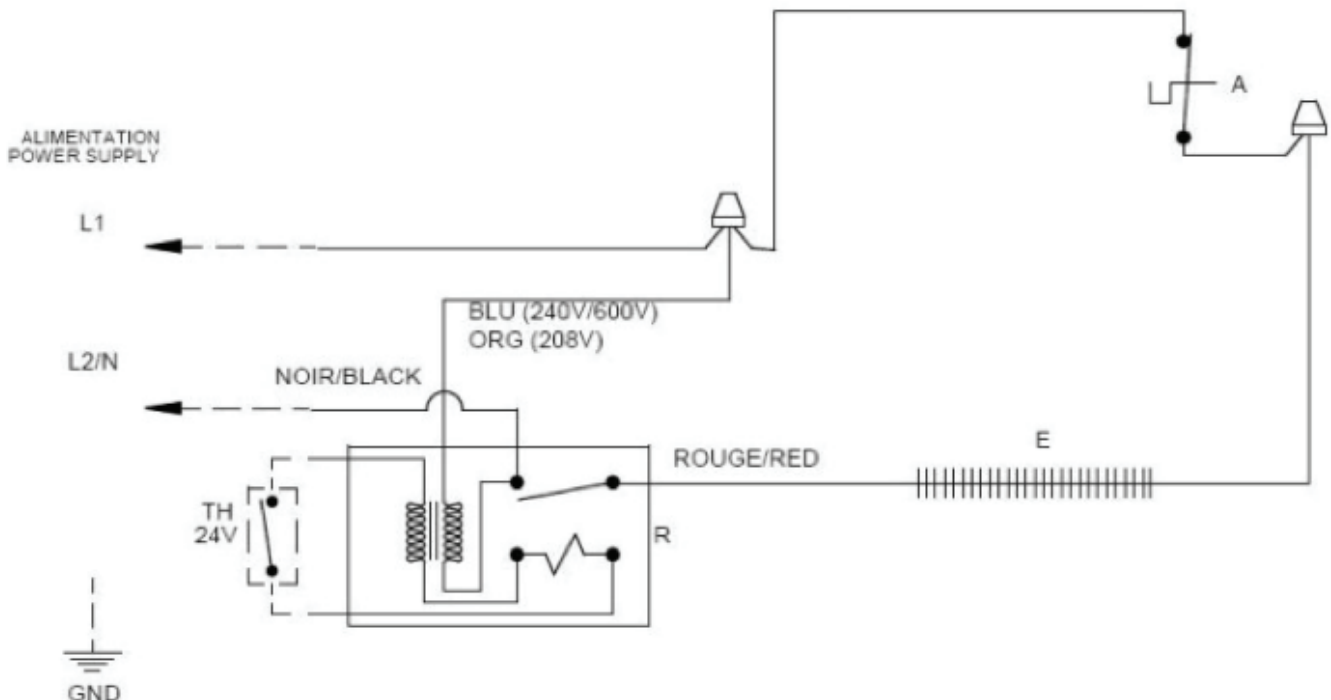 ALIMENTATION
POWER SUPPLY
L1
A
BLU (240V/600V)
ORG (208V)
L2/N
NOIR/BLACK
ROUGE/RED
E
TH
24V
R
GND